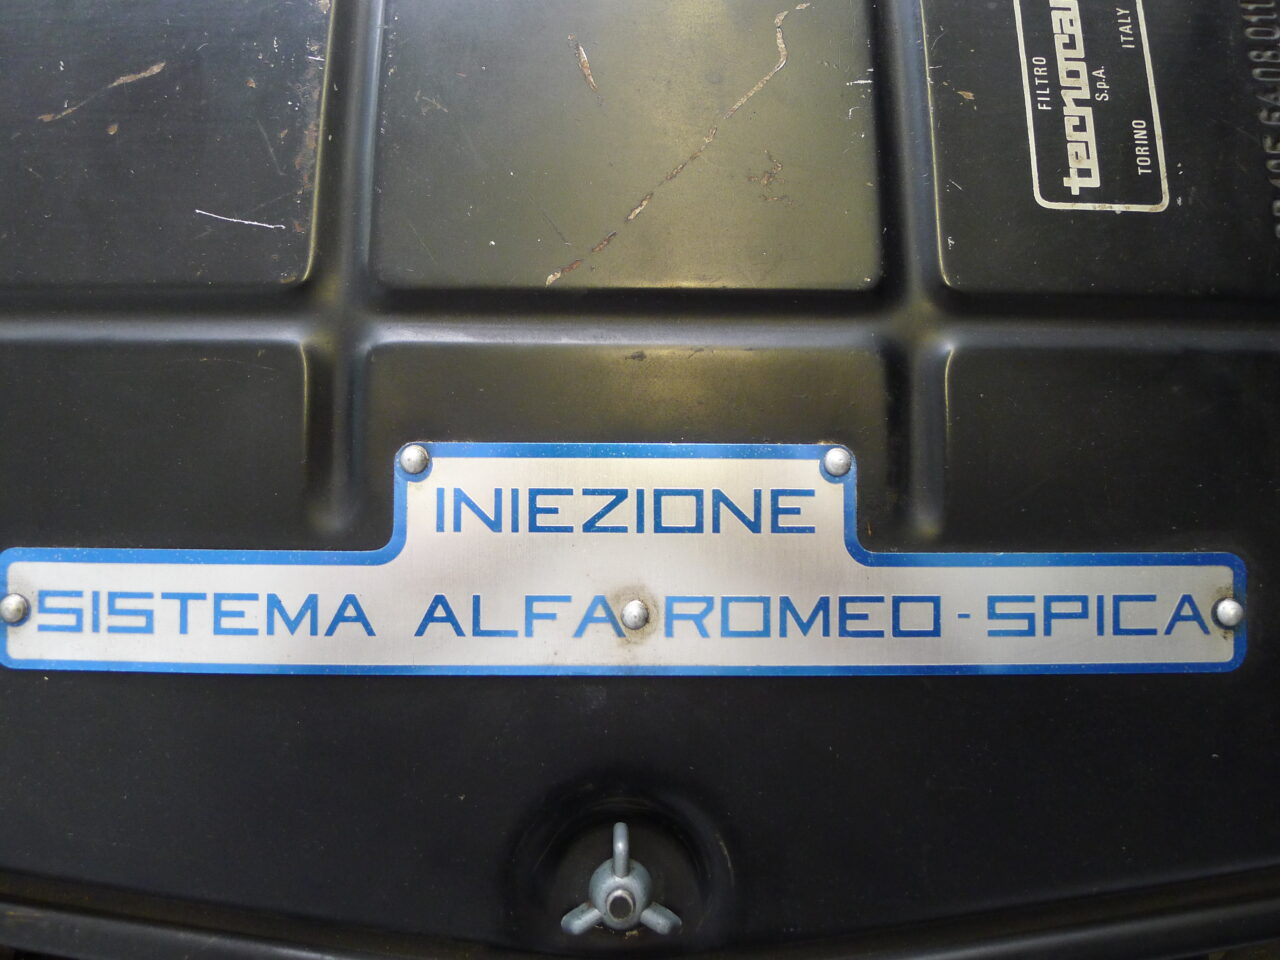 FILTRO
tecnocar
S.p.A.
TORINO ITALY
INIEZIONE
SISTEMA ALFA ROMEO - SPICA